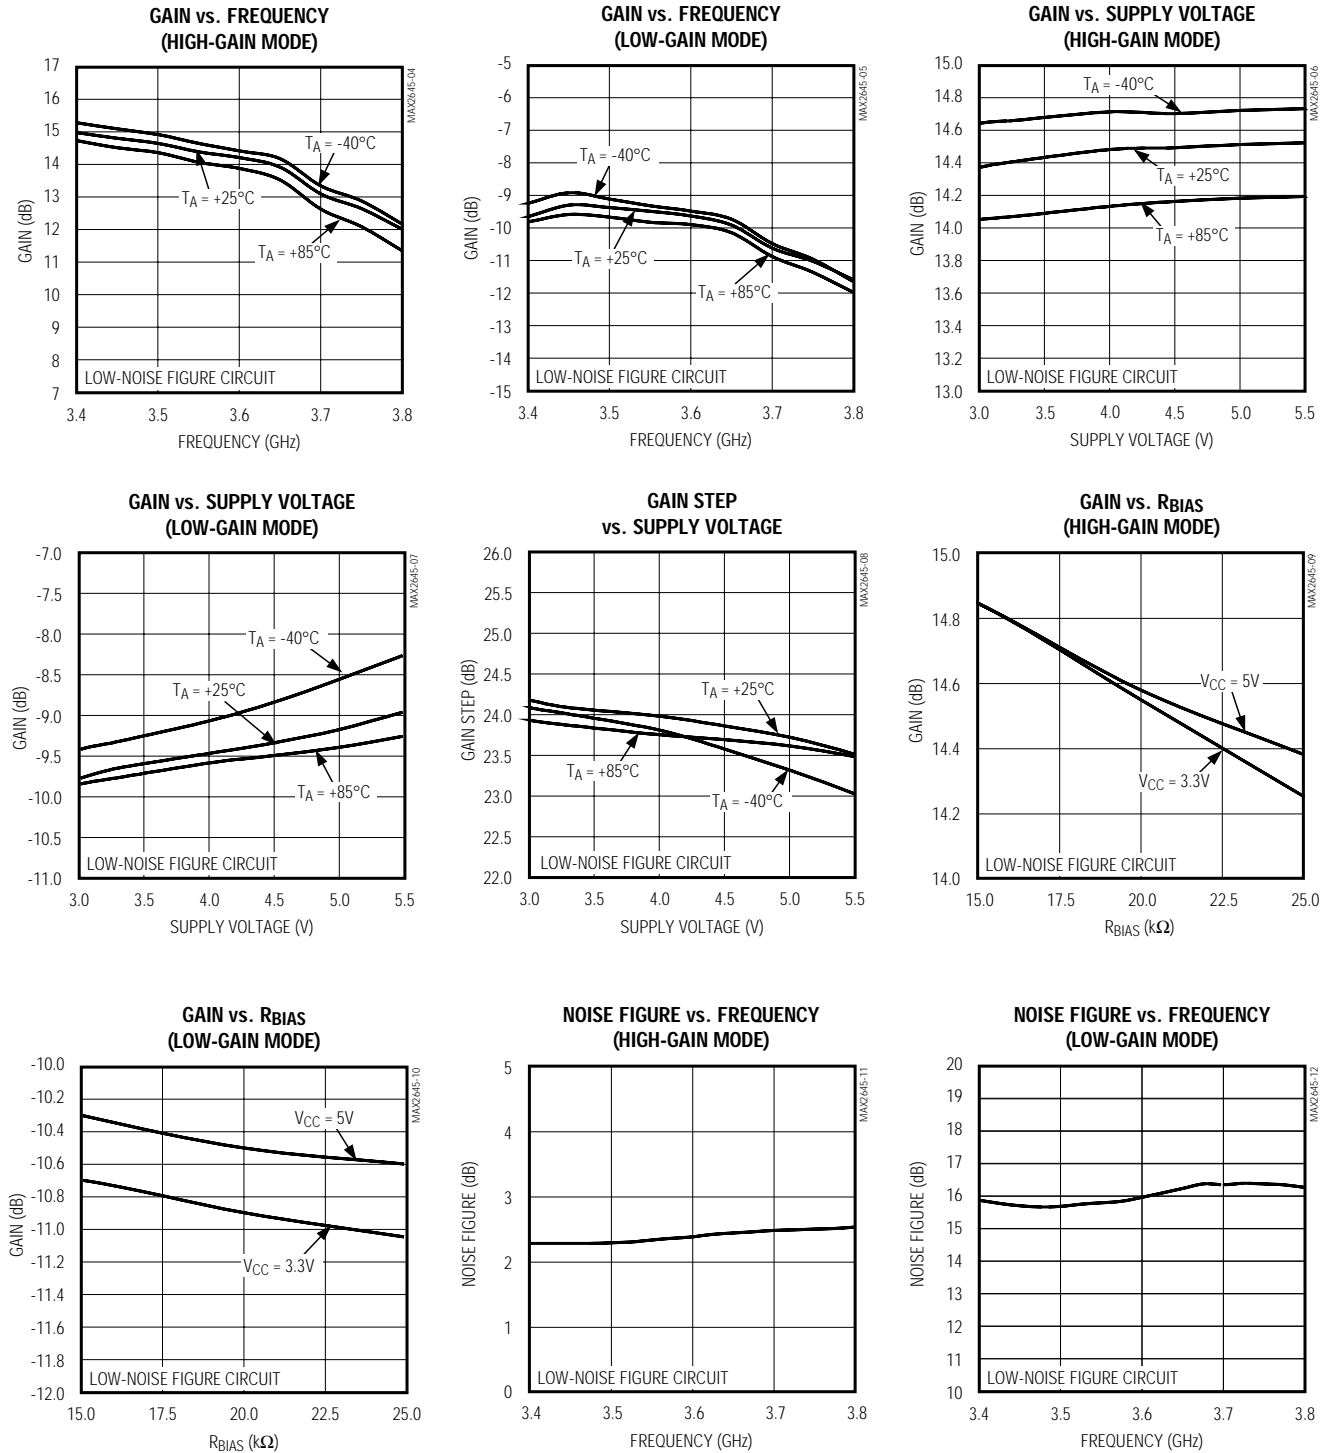 GAIN vs. FREQUENCY
(HIGH-GAIN MODE)
17
16
15
14
13
12
11
10
9
8
7
GAIN (dB)
TA = -40°C
TA = +25°C
TA = +85°C
LOW-NOISE FIGURE CIRCUIT
3.4 3.5 3.6 3.7 3.8
FREQUENCY (GHz)
MAX2645-04
GAIN vs. FREQUENCY
(LOW-GAIN MODE)
-5
-6
-7
-8
-9
-10
-11
-12
-13
-14
-15
GAIN (dB)
TA = -40°C
TA = +25°C
TA = +85°C
LOW-NOISE FIGURE CIRCUIT
3.4 3.5 3.6 3.7 3.8
FREQUENCY (GHz)
MAX2645-05
GAIN vs. SUPPLY VOLTAGE
(HIGH-GAIN MODE)
15.0
14.8
14.6
14.4
14.2
14.0
13.8
13.6
13.4
13.2
13.0
GAIN (dB)
TA = -40°C
TA = +25°C
TA = +85°C
LOW-NOISE FIGURE CIRCUIT
3.0 3.5 4.0 4.5 5.0 5.5
SUPPLY VOLTAGE (V)
MAX2645-06
GAIN vs. SUPPLY VOLTAGE
(LOW-GAIN MODE)
-7.0
-7.5
-8.0
-8.5
-9.0
-9.5
-10.0
-10.5
-11.0
GAIN (dB)
TA = -40°C
TA = +25°C
TA = +85°C
LOW-NOISE FIGURE CIRCUIT
3.0 3.5 4.0 4.5 5.0 5.5
SUPPLY VOLTAGE (V)
MAX2645-07
GAIN STEP
vs. SUPPLY VOLTAGE
26.0
25.5
25.0
24.5
24.0
23.5
23.0
22.5
22.0
GAIN STEP (dB)
TA = +25°C
TA = +85°C
TA = -40°C
LOW-NOISE FIGURE CIRCUIT
3.0 3.5 4.0 4.5 5.0 5.5
SUPPLY VOLTAGE (V)
MAX2645-08
GAIN vs. RBIAS
(HIGH-GAIN MODE)
15.0
14.8
14.6
14.4
14.2
14.0
GAIN (dB)
VCC = 5V
VCC = 3.3V
LOW-NOISE FIGURE CIRCUIT
15.0 17.5 20.0 22.5 25.0
RBIAS (kΩ)
MAX2645-09
GAIN vs. RBIAS
(LOW-GAIN MODE)
-10.0
-10.2
-10.4
-10.6
-10.8
-11.0
-11.2
-11.4
-11.6
-11.8
-12.0
GAIN (dB)
VCC = 5V
VCC = 3.3V
LOW-NOISE FIGURE CIRCUIT
15.0 17.5 20.0 22.5 25.0
RBIAS (kΩ)
MAX2645-10
NOISE FIGURE vs. FREQUENCY
(HIGH-GAIN MODE)
5
4
3
2
1
0
NOISE FIGURE (dB)
LOW-NOISE FIGURE CIRCUIT
3.4 3.5 3.6 3.7 3.8
FREQUENCY (GHz)
MAX2645-11
NOISE FIGURE vs. FREQUENCY
(LOW-GAIN MODE)
20
19
18
17
16
15
14
13
12
11
10
NOISE FIGURE (dB)
LOW-NOISE FIGURE CIRCUIT
3.4 3.5 3.6 3.7 3.8
FREQUENCY (GHz)
MAX2645-12